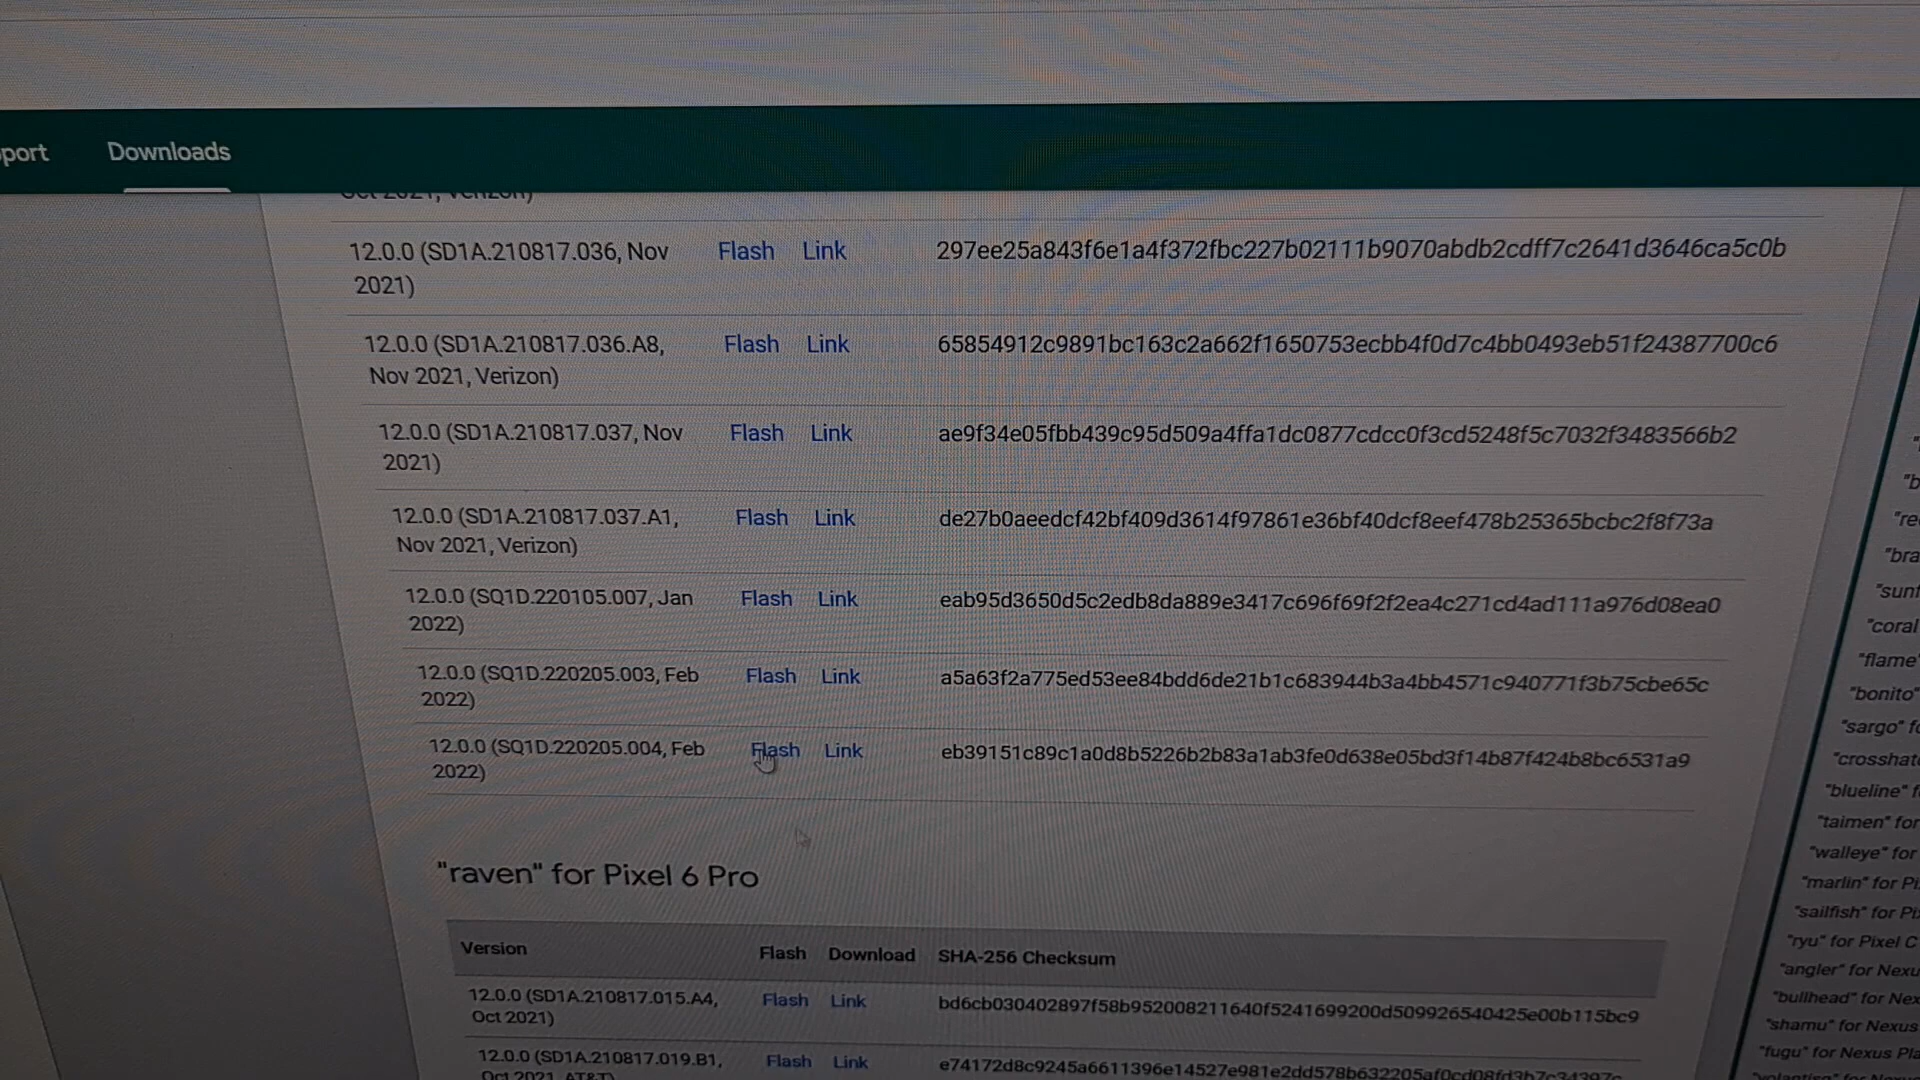 Downloads
12.0.0 (SD1A.210817.036, Nov 2021) Flash Link 297ee25a843f6e1a4f372fbc227b02111b9070abdb2cdff7c2641d3646ca5c0b
12.0.0 (SD1A.210817.036.A8, Nov 2021, Verizon) Flash Link 65854912c9891bc163c2a662f1650753ecbb4f0d7c4bb0493eb51f24387700c6
12.0.0 (SD1A.210817.037, Nov 2021) Flash Link ae9f34e05fbb439c95d509a4ffa1dc0877cdcc0f3cd5248f5c7032f3483566b2
12.0.0 (SD1A.210817.037.A1, Nov 2021, Verizon) Flash Link de27b0aeedcf42bf409d3614f97861e36bf40dcf8eef478b25365bcbc2f8f73a
12.0.0 (SQ1D.220105.007, Jan 2022) Flash Link eab95d3650d5c2edb8da889e3417c696f69f2f2ea4c271cd4ad111a976d08ea0
12.0.0 (SQ1D.220205.003, Feb 2022) Flash Link a5a63f2a775ed53ee84bdd6de21b1c683944b3a4bb4571c940771f3b75cbe65c
12.0.0 (SQ1D.220205.004, Feb 2022) Flash Link eb39151c89c1a0d8b5226b2b83a1ab3fe0d638e05bd3f14b87f424b8bc6531a9
"raven" for Pixel 6 Pro
Version Flash Download SHA-256 Checksum
12.0.0 (SD1A.210817.015.A4, Oct 2021) Flash Link bd6cb030402897f58b952008211640f5241699200d509926540425e00b115bc9
12.0.0 (SD1A.210817.019.B1, Flash Link
"coral
"flame"
"bonito"
"sargo"
"blueline"
"taimen" for
"walleye" for
"marlin" for
"sailfish" for
"ryu" for Pixel C
"angler" for
"bullhead" for
"shamu" for Nexus
"fugu" for Nexus